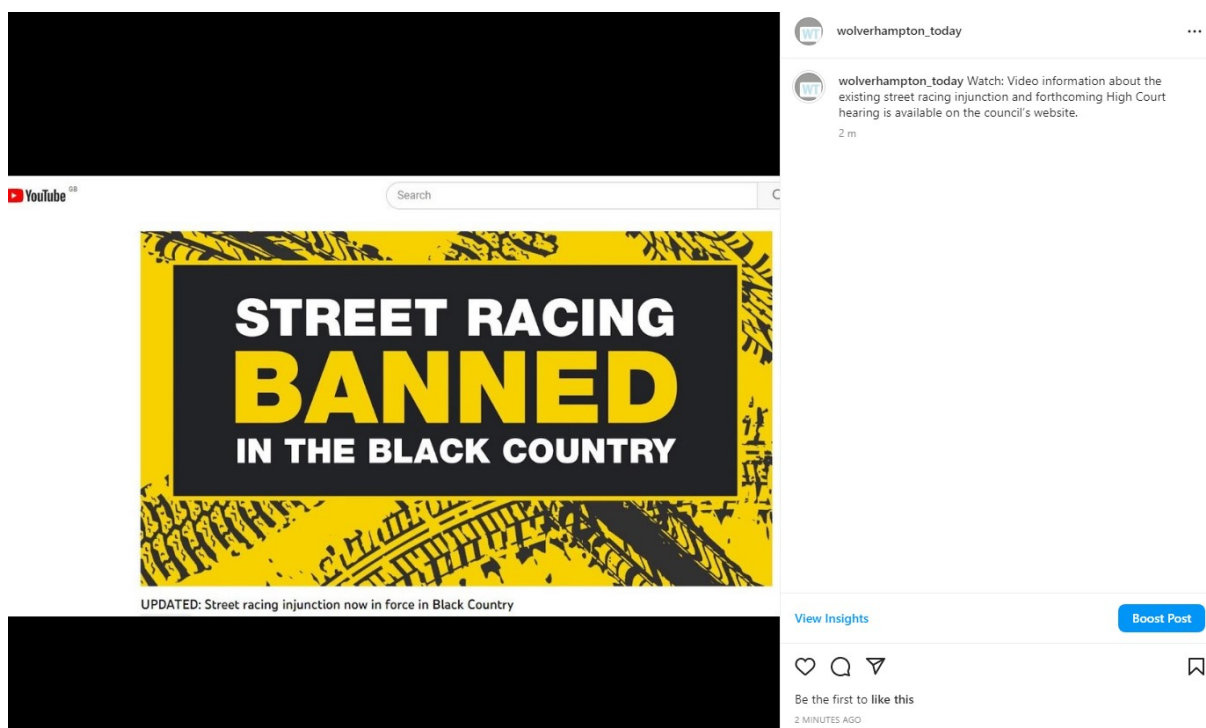 YouTube GB
Search
STREET RACING
BANNED
IN THE BLACK COUNTRY
UPDATED: Street racing injunction now in force in Black Country
WT wolverhampton_today
WT wolverhampton_today Watch: Video information about the
existing street racing injunction and forthcoming High Court
hearing is available on the council's website.
2 m
View Insights
Boost Post
Be the first to like this
2 MINUTES AGO